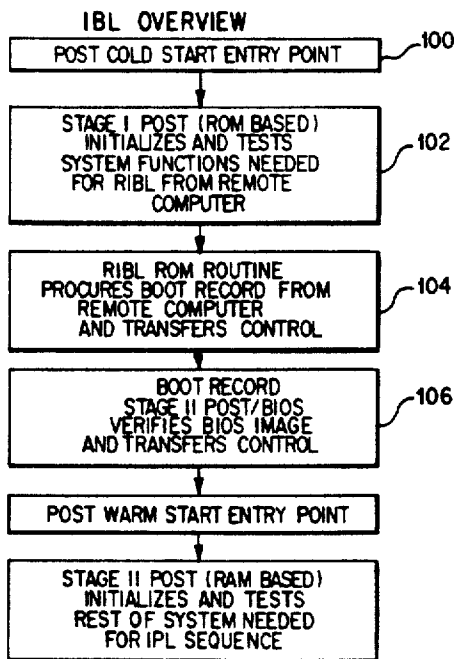 IBL OVERVIEW
POST COLD START ENTRY POINT
100
STAGE I POST (ROM BASED)
INITIALIZES AND TESTS
SYSTEM FUNCTIONS NEEDED
FOR RIBL FROM REMOTE
COMPUTER
102
RIBL ROM ROUTINE
PROCURES BOOT RECORD FROM
REMOTE COMPUTER
AND TRANSFERS CONTROL
104
BOOT RECORD
STAGE II POST/BIOS
VERIFIES BIOS IMAGE
AND TRANSFERS CONTROL
106
POST WARM START ENTRY POINT
STAGE II POST (RAM BASED)
INITIALIZES AND TESTS
REST OF SYSTEM NEEDED
FOR IPL SEQUENCE